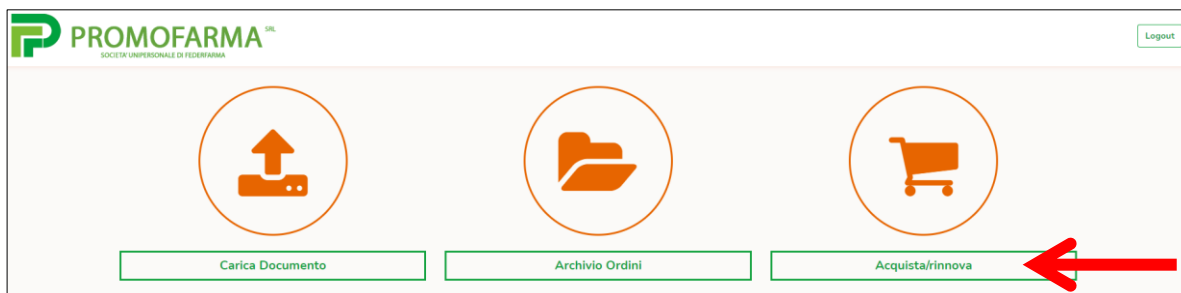 PROMOFARMA SRL
SOCIETA' UNIPERSONALE DI FEDERFARMA
Logout
Carica Documento
Archivio Ordini
Acquista/rinnova